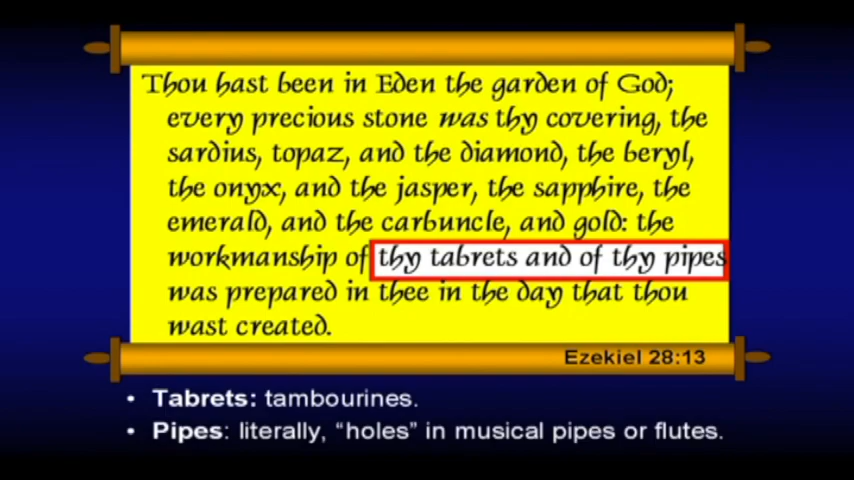 Thou hast been in Eden the garden of God;
every precious stone was thy covering, the
sardius, topaz, and the diamond, the beryl,
the onyx, and the jasper, the sapphire, the
emerald, and the carbuncle, and gold: the
workmanship of thy tabrets and of thy pipes
was prepared in thee in the day that thou
wast created.
Ezekiel 28:13
• Tabrets: tambourines.
• Pipes: literally, “holes” in musical pipes or flutes.